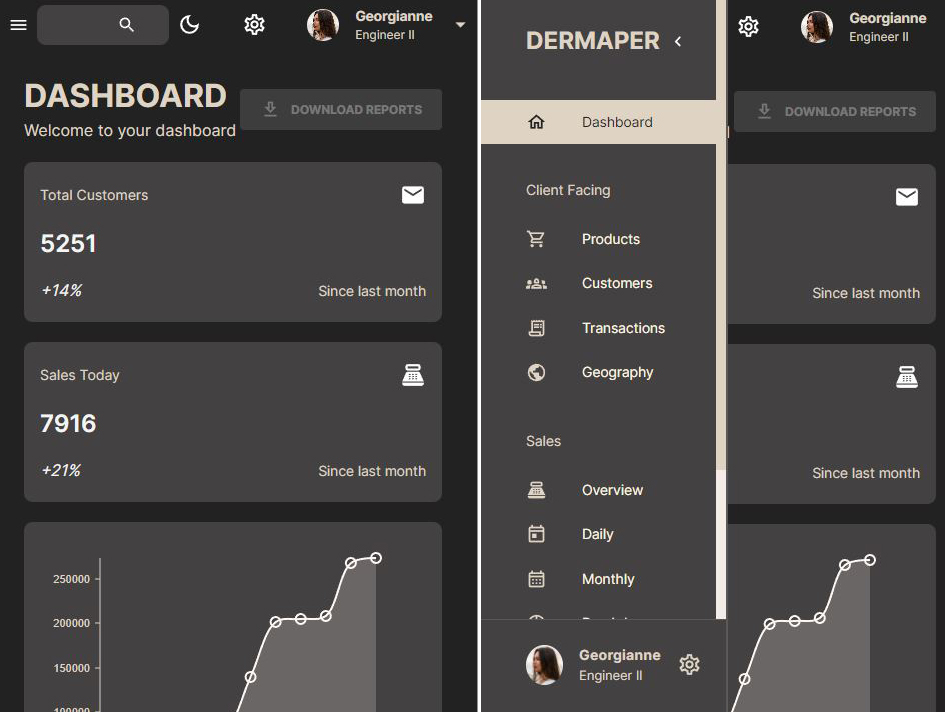 Georgianne
Engineer II
DASHBOARD
Welcome to your dashboard
DOWNLOAD REPORTS
Total Customers
5251
+14%
Since last month
Sales Today
7916
+21%
Since last month
250000
200000
150000
100000
DERMAPER
Dashboard
Client Facing
Products
Customers
Transactions
Geography
Sales
Overview
Daily
Monthly
Georgianne
Engineer II
Georgianne
Engineer II
DOWNLOAD REPORTS
Since last month
Since last month